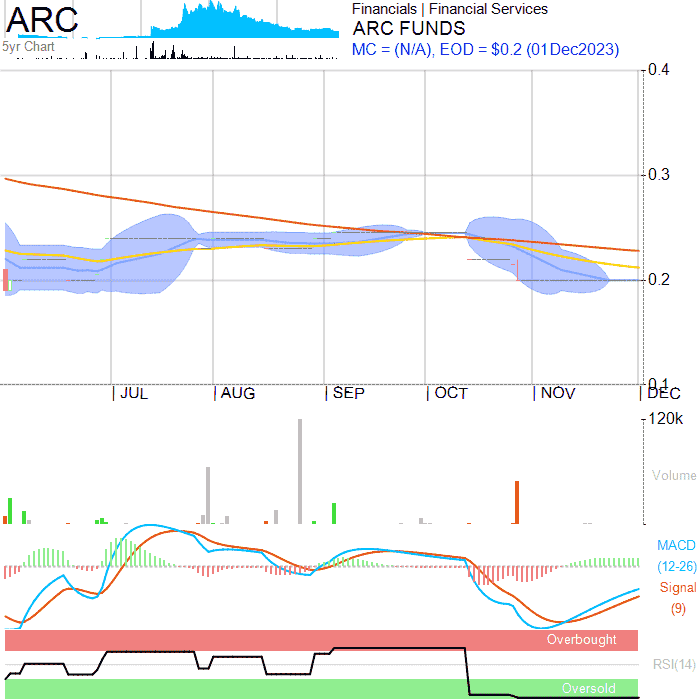 ARC
Financials | Financial Services
ARC FUNDS
5yr Chart
MC = (N/A), EOD = $0.2 (01Dec2023)
0.4
0.3
0.2
0.1
| JUL | AUG | SEP | OCT | NOV | DEC
120k
Volume
MACD
(12-26)
Signal
(9)
Overbought
RSI(14)
Oversold